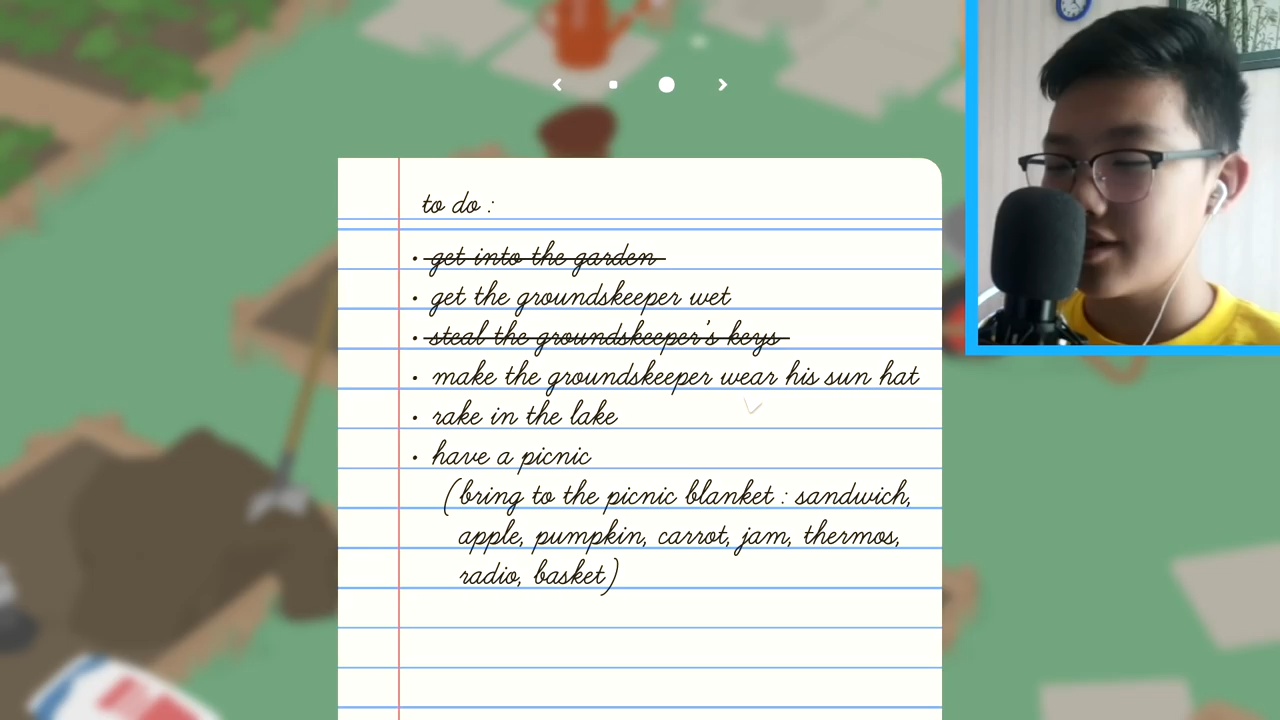 to do :
• get into the garden
• get the groundskeeper wet
• steal the groundskeeper's keys
• make the groundskeeper wear his sun hat
• rake in the lake
• have a picnic
(bring to the picnic blanket : sandwich,
apple, pumpkin, carrot, jam, thermos,
radio, basket)